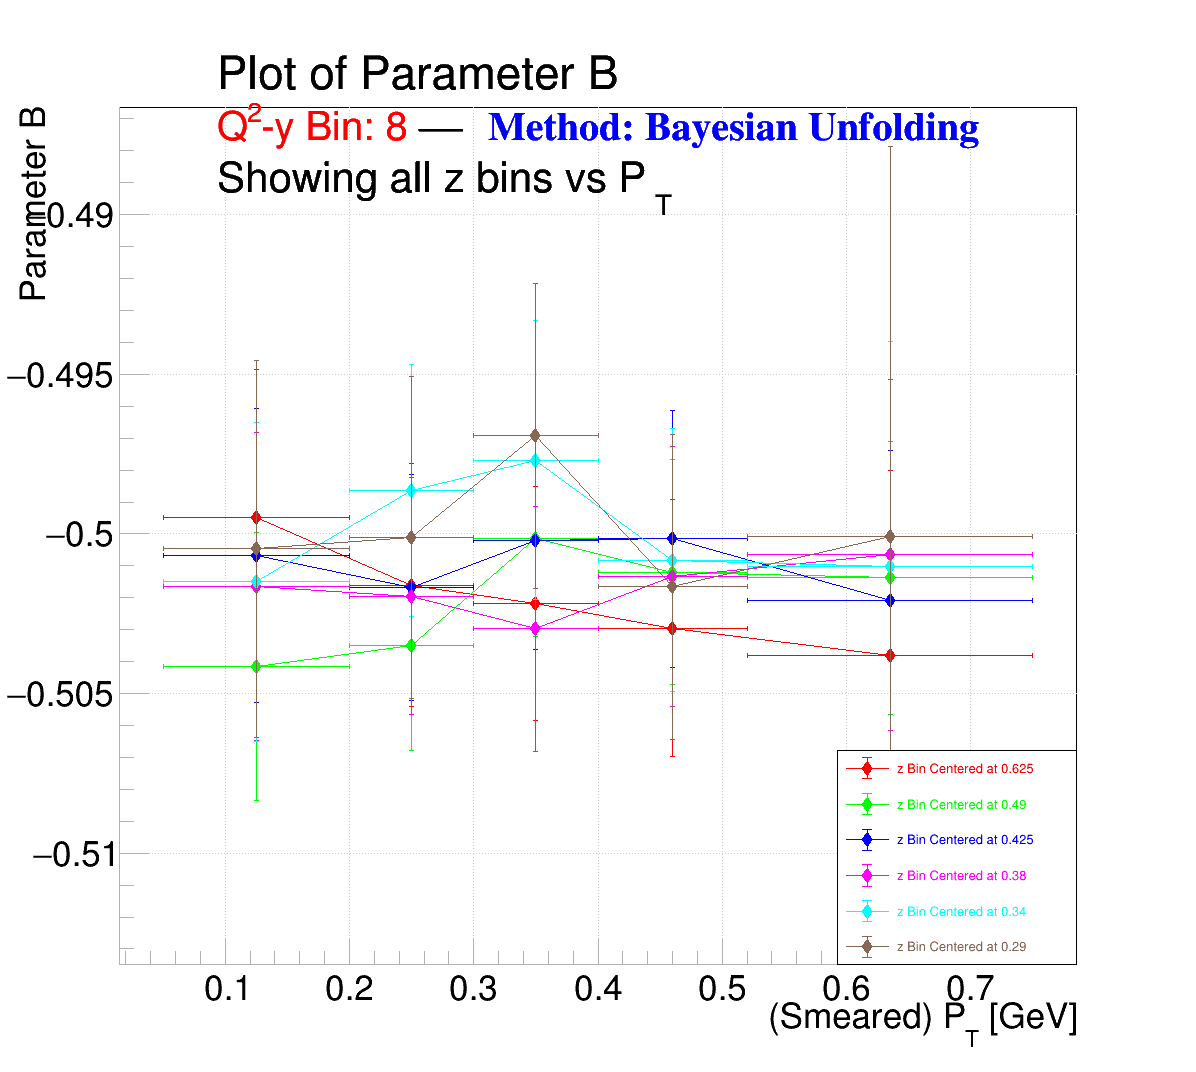 Plot of Parameter B
Q²-y Bin: 8 — Method: Bayesian Unfolding
Showing all z bins vs P_T
Parameter B
−0.49
−0.495
−0.5
−0.505
−0.51
z Bin Centered at 0.625
z Bin Centered at 0.49
z Bin Centered at 0.425
z Bin Centered at 0.38
z Bin Centered at 0.34
z Bin Centered at 0.29
0.1 0.2 0.3 0.4 0.5 0.6 0.7
(Smeared) P_T [GeV]